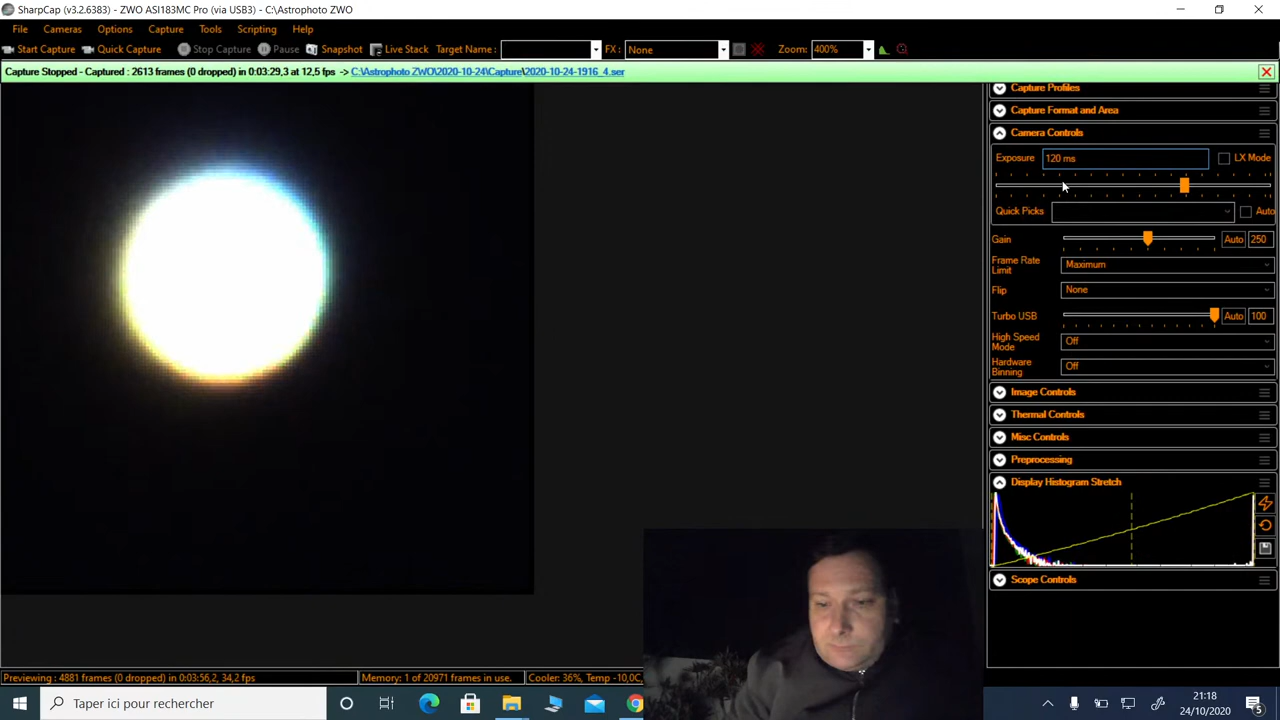 SharpCap (v3.2.6383) - ZWO ASI183MC Pro (via USB3) - C:\Astrophoto ZWO
File Cameras Options Capture Tools Scripting Help
Start Capture Quick Capture Stop Capture Pause Snapshot Live Stack Target Name : FX : None Zoom: 400%
Capture Stopped - Captured : 2613 frames (0 dropped) in 0:03:29,3 at 12,5 fps -> C:\Astrophoto ZWO\2020-10-24\Capture\2020-10-24-1916_4.ser
Capture Profiles
Capture Format and Area
Camera Controls
Exposure 120 ms LX Mode
Quick Picks Auto
Gain Auto 250
Frame Rate
Limit Maximum
Flip None
Turbo USB Auto 100
High Speed
Mode Off
Hardware
Binning Off
Image Controls
Thermal Controls
Misc Controls
Preprocessing
Display Histogram Stretch
Scope Controls
Previewing : 4881 frames (0 dropped) in 0:03:56,2, 34,2 fps Memory: 1 of 20971 frames in use. Cooler: 36%, Temp -10,0C,
Taper ici pour rechercher
21:18
24/10/2020
5